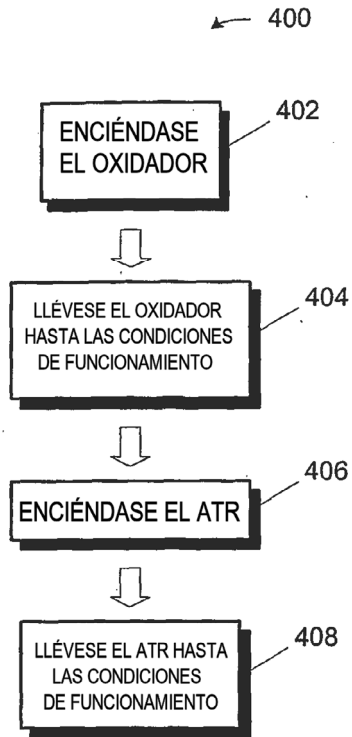 400
402
ENCIÉNDASE
EL OXIDADOR
404
LLÉVESE EL OXIDADOR
HASTA LAS CONDICIONES
DE FUNCIONAMIENTO
406
ENCIÉNDASE EL ATR
408
LLÉVESE EL ATR HASTA
LAS CONDICIONES
DE FUNCIONAMIENTO